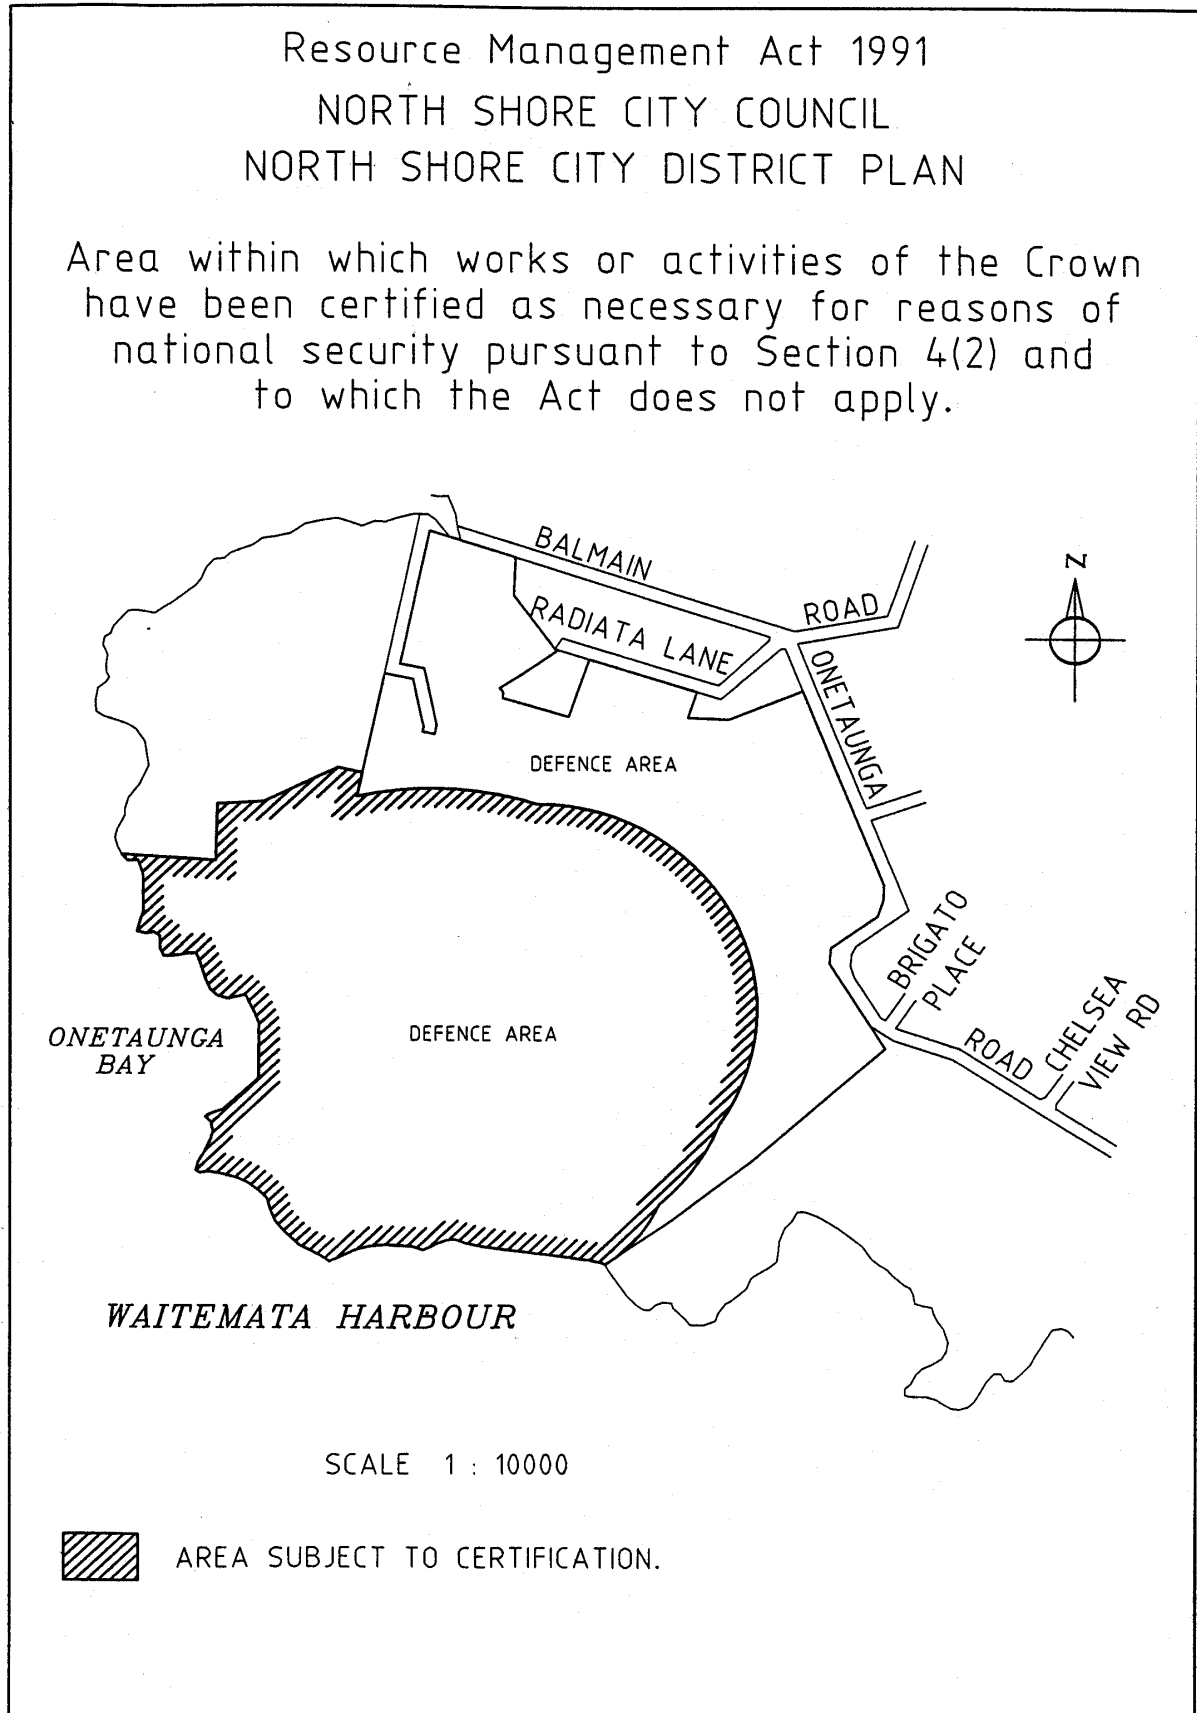 Resource Management Act 1991
NORTH SHORE CITY COUNCIL
NORTH SHORE CITY DISTRICT PLAN
Area within which works or activities of the Crown
have been certified as necessary for reasons of
national security pursuant to Section 4(2) and
to which the Act does not apply.
BALMAIN
ROAD
RADIATA LANE
N
ONETAUNGA
DEFENCE AREA
BRIGATO
PLACE
ROAD
CHELSEA
VIEW RD
DEFENCE AREA
ONETAUNGA
BAY
WAITEMATA HARBOUR
SCALE 1 : 10000
AREA SUBJECT TO CERTIFICATION.